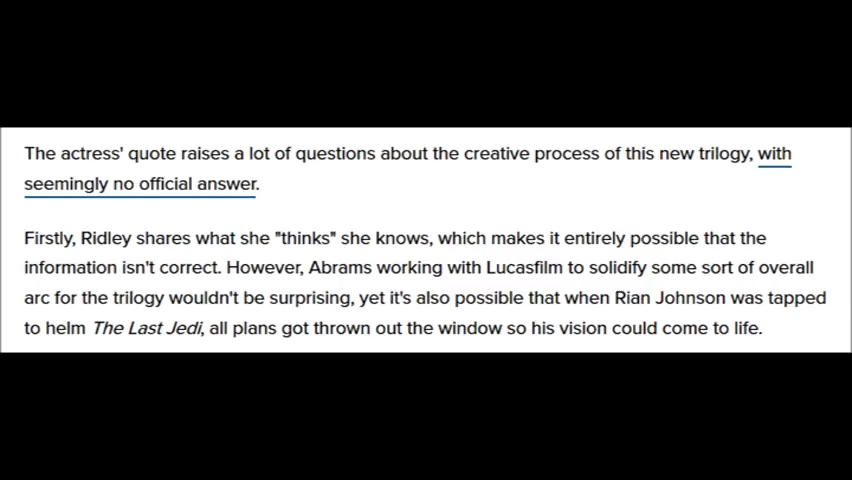 The actress' quote raises a lot of questions about the creative process of this new trilogy, with
seemingly no official answer.
Firstly, Ridley shares what she "thinks" she knows, which makes it entirely possible that the
information isn't correct. However, Abrams working with Lucasfilm to solidify some sort of overall
arc for the trilogy wouldn't be surprising, yet it's also possible that when Rian Johnson was tapped
to helm The Last Jedi, all plans got thrown out the window so his vision could come to life.